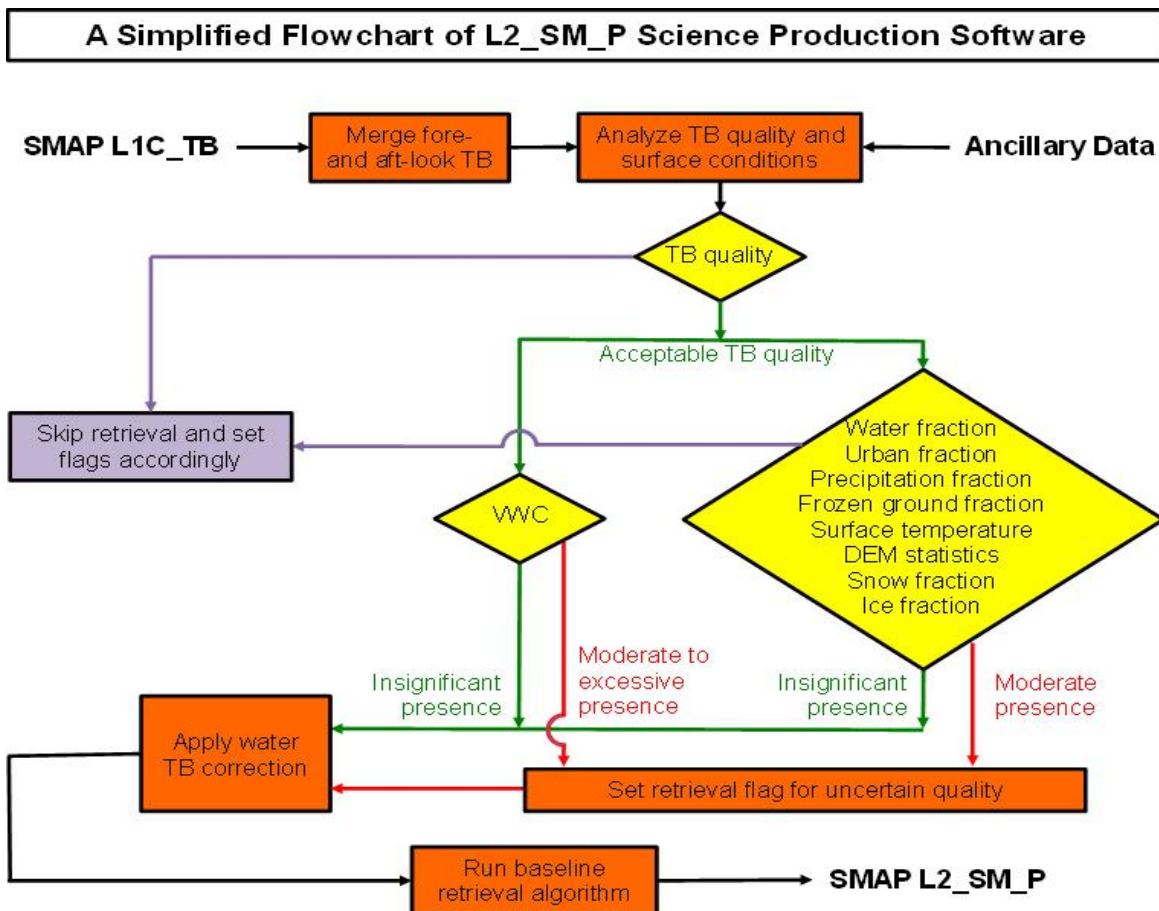 A Simplified Flowchart of L2_SM_P Science Production Software
SMAP L1C_TB
Merge fore-
and aft-look TB
Analyze TB quality and
surface conditions
Ancillary Data
TB quality
Acceptable TB quality
Skip retrieval and set
flags accordingly
VWC
Water fraction
Urban fraction
Precipitation fraction
Frozen ground fraction
Surface temperature
DEM statistics
Snow fraction
Ice fraction
Insignificant
presence
Moderate to
excessive
presence
Insignificant
presence
Moderate
presence
Apply water
TB correction
Set retrieval flag for uncertain quality
Run baseline
retrieval algorithm
SMAP L2_SM_P